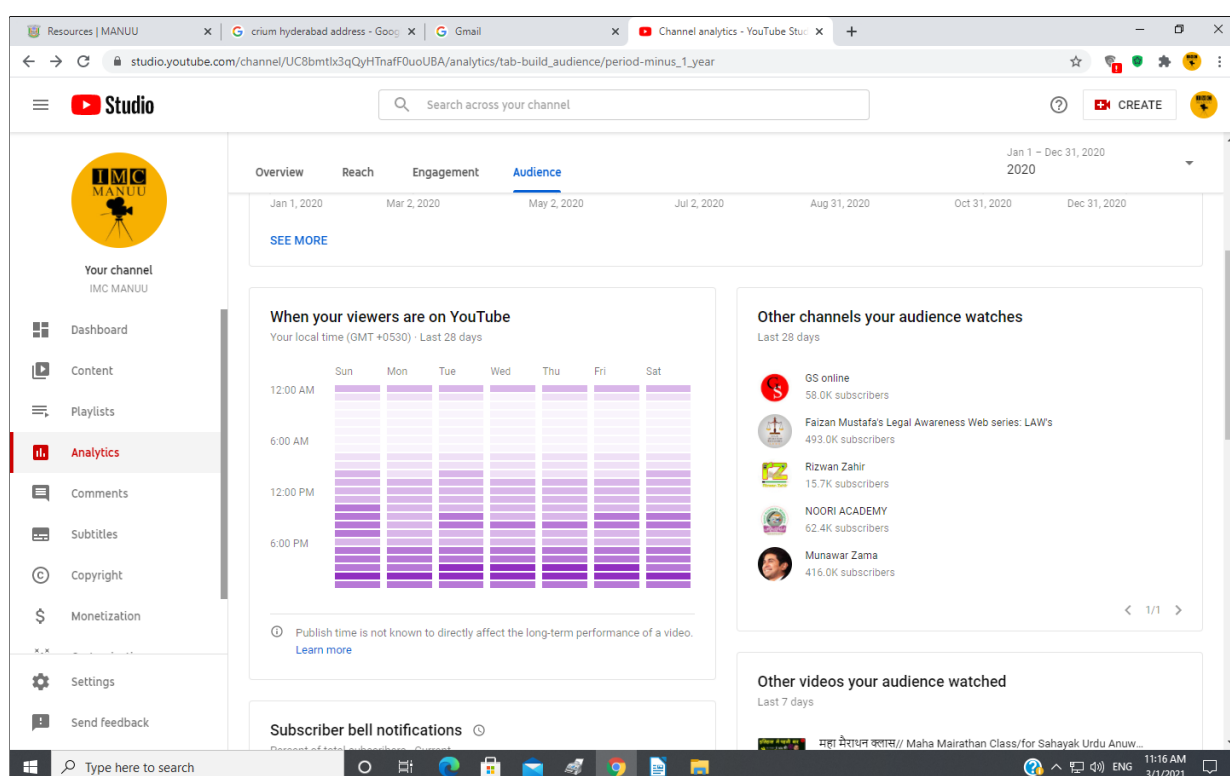 Resources | MANUU
crium hyderabad address - Goog
Gmail
Channel analytics - YouTube Stud
studio.youtube.com/channel/UC8bmtIx3qQyHTnafF0uoUBA/analytics/tab-build_audience/period-minus_1_year
Studio
Search across your channel
CREATE
IMC
MANUU
Your channel
IMC MANUU
Dashboard
Content
Playlists
Analytics
Comments
Subtitles
Copyright
Monetization
Settings
Send feedback
Overview Reach Engagement Audience
Jan 1 – Dec 31, 2020
2020
Jan 1, 2020 Mar 2, 2020 May 2, 2020 Jul 2, 2020 Aug 31, 2020 Oct 31, 2020 Dec 31, 2020
SEE MORE
When your viewers are on YouTube
Your local time (GMT +0530) · Last 28 days
Sun Mon Tue Wed Thu Fri Sat
12:00 AM
6:00 AM
12:00 PM
6:00 PM
Publish time is not known to directly affect the long-term performance of a video.
Learn more
Subscriber bell notifications
Percent of total subscribers · Current
Other channels your audience watches
Last 28 days
GS online
58.0K subscribers
Faizan Mustafa's Legal Awareness Web series: LAW's
493.0K subscribers
Rizwan Zahir
15.7K subscribers
NOORI ACADEMY
62.4K subscribers
Munawar Zama
416.0K subscribers
1/1
Other videos your audience watched
Last 7 days
महा मैराथन क्लास// Maha Mairathan Class/for Sahayak Urdu Anuw...
Type here to search
ENG
11:16 AM
3/1/2021